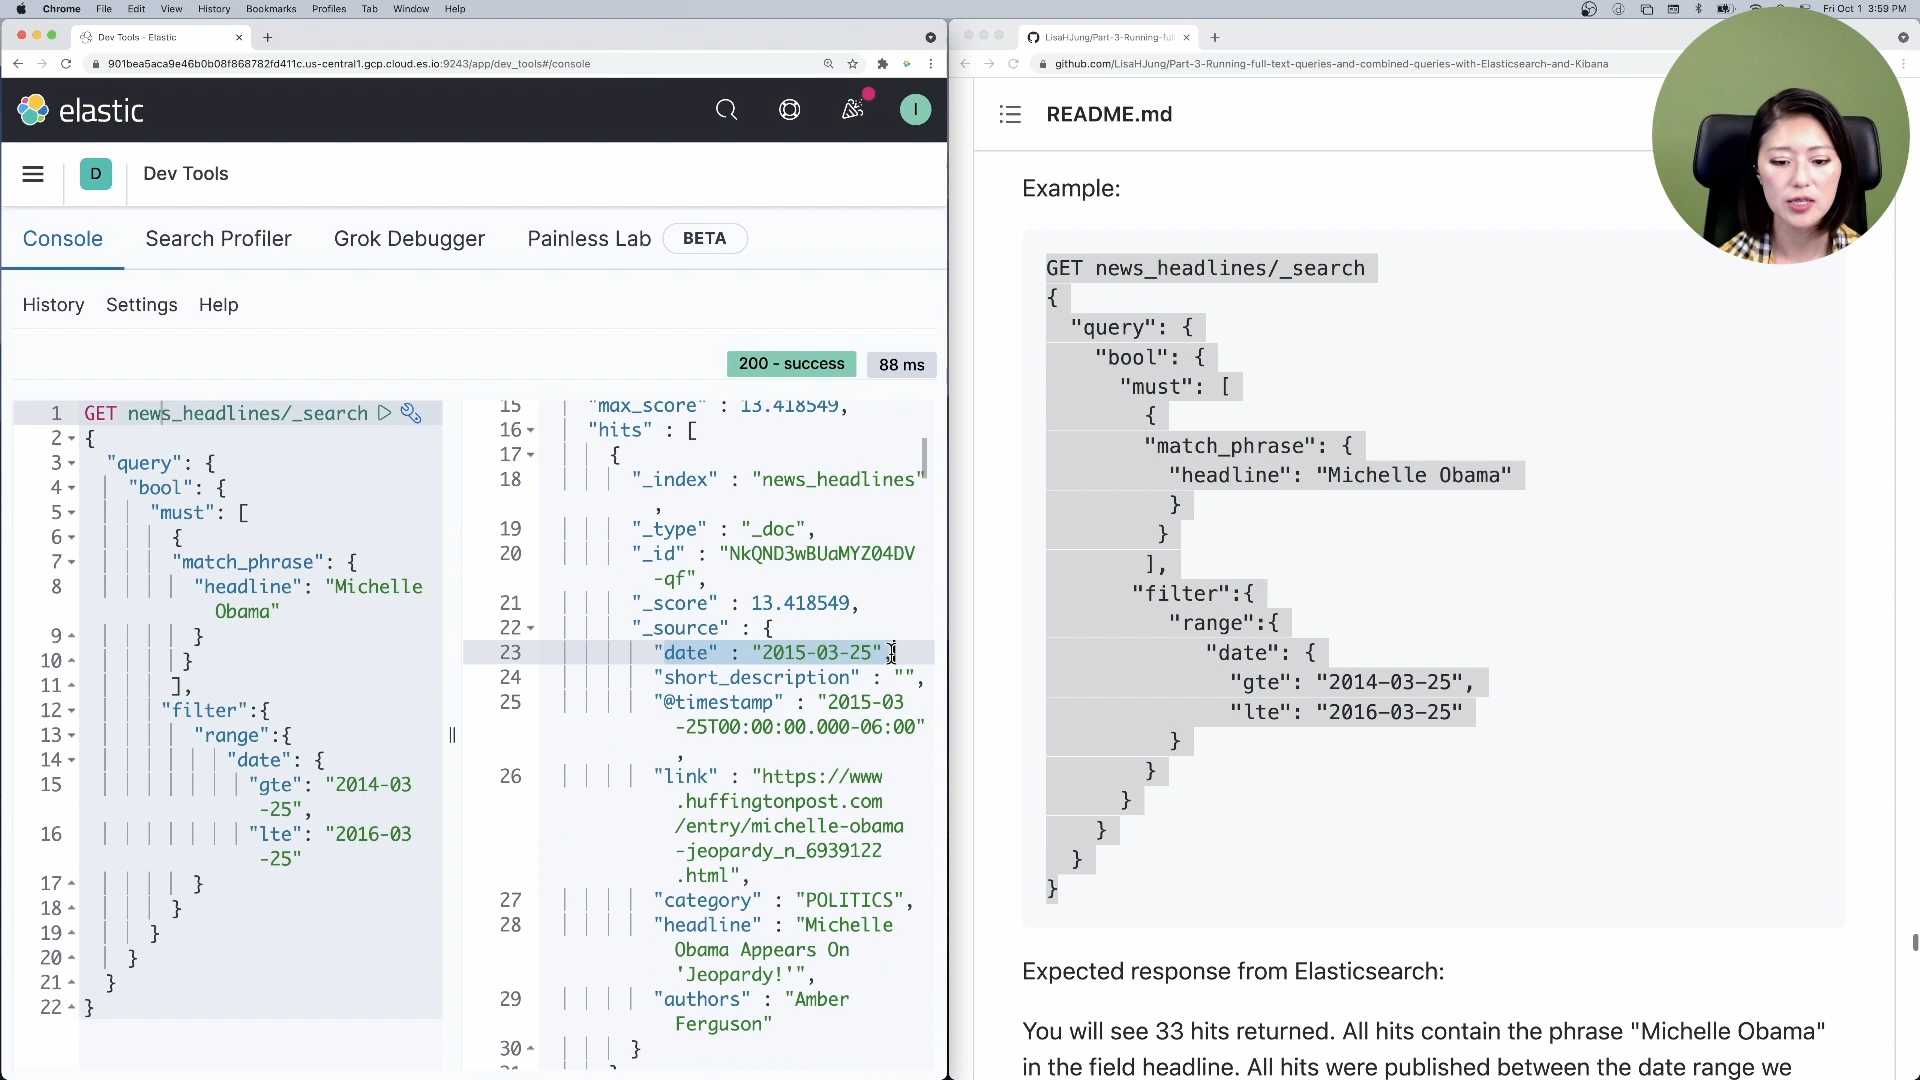 Chrome File Edit View History Bookmarks Profiles Tab Window Help
Fri Oct 1 3:59 PM
Dev Tools - Elastic
901bea5aca9e46b0b08f868782fd411c.us-central1.gcp.cloud.es.io:9243/app/dev_tools#/console
elastic
I
D Dev Tools
Console Search Profiler Grok Debugger Painless Lab BETA
History Settings Help
200 - success 88 ms
1 GET news_headlines/_search
2 {
3 "query": {
4 "bool": {
5 "must": [
6 {
7 "match_phrase": {
8 "headline": "Michelle
Obama"
9 }
10 }
11 ],
12 "filter":{
13 "range":{
14 "date": {
15 "gte": "2014-03
-25",
16 "lte": "2016-03
-25"
17 }
18 }
19 }
20 }
21 }
22 }
15 "max_score" : 13.418549,
16 "hits" : [
17 {
18 "_index" : "news_headlines"
,
19 "_type" : "_doc",
20 "_id" : "NkQND3wBUaMYZ04DV
-qf",
21 "_score" : 13.418549,
22 "_source" : {
23 "date" : "2015-03-25",
24 "short_description" : "",
25 "@timestamp" : "2015-03
-25T00:00:00.000-06:00"
,
26 "link" : "https://www
.huffingtonpost.com
/entry/michelle-obama
-jeopardy_n_6939122
.html",
27 "category" : "POLITICS",
28 "headline" : "Michelle
Obama Appears On
'Jeopardy!'",
29 "authors" : "Amber
Ferguson"
30 }
LisaHJung/Part-3-Running-full
github.com/LisaHJung/Part-3-Running-full-text-queries-and-combined-queries-with-Elasticsearch-and-Kibana
README.md
Example:
GET news_headlines/_search
{
"query": {
"bool": {
"must": [
{
"match_phrase": {
"headline": "Michelle Obama"
}
}
],
"filter":{
"range":{
"date": {
"gte": "2014-03-25",
"lte": "2016-03-25"
}
}
}
}
}
}
Expected response from Elasticsearch:
You will see 33 hits returned. All hits contain the phrase "Michelle Obama"
in the field headline. All hits were published between the date range we